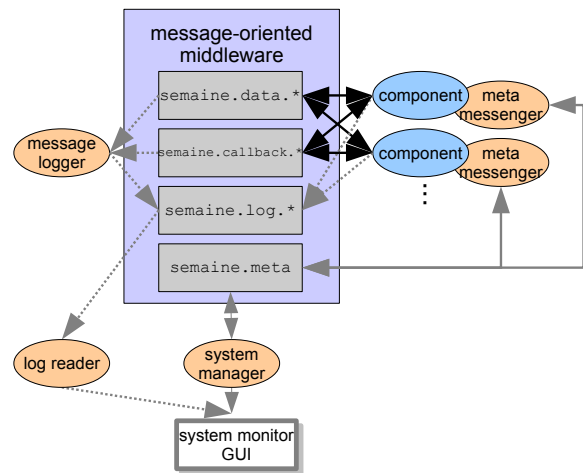 message-oriented
middleware
semaine.data.*
semaine.callback.*
semaine.log.*
semaine.meta
component
meta
messenger
component
meta
messenger
⋮
message
logger
log reader
system
manager
system monitor
GUI